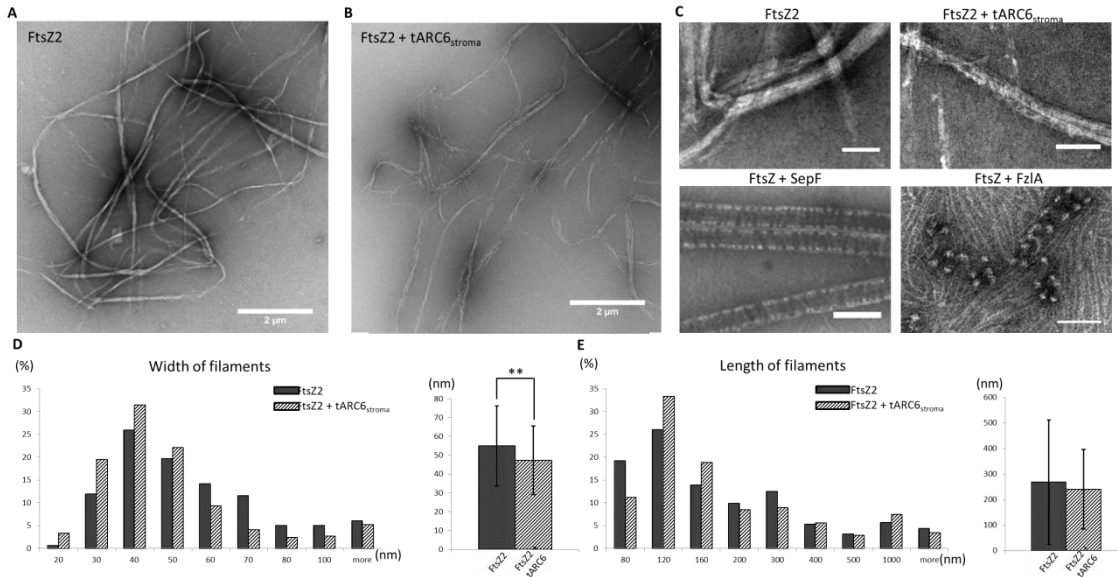 A
FtsZ2
2 μm
B
FtsZ2 + tARC6stroma
2 μm
C
FtsZ2
FtsZ2 + tARC6stroma
FtsZ + SepF
FtsZ + FzlA
D
(%)
Width of filaments
FtsZ2
FtsZ2 + tARC6stroma
35
30
25
20
15
10
5
0
20 30 40 50 60 70 80 100 more (nm)
(nm)
**
90
80
70
60
50
40
30
20
10
0
FtsZ2
FtsZ2 tARC6
E
(%)
Length of filaments
FtsZ2
FtsZ2 + tARC6stroma
35
30
25
20
15
10
5
0
80 120 160 200 300 400 500 1000 more (nm)
(nm)
600
500
400
300
200
100
0
FtsZ2
FtsZ2 tARC6